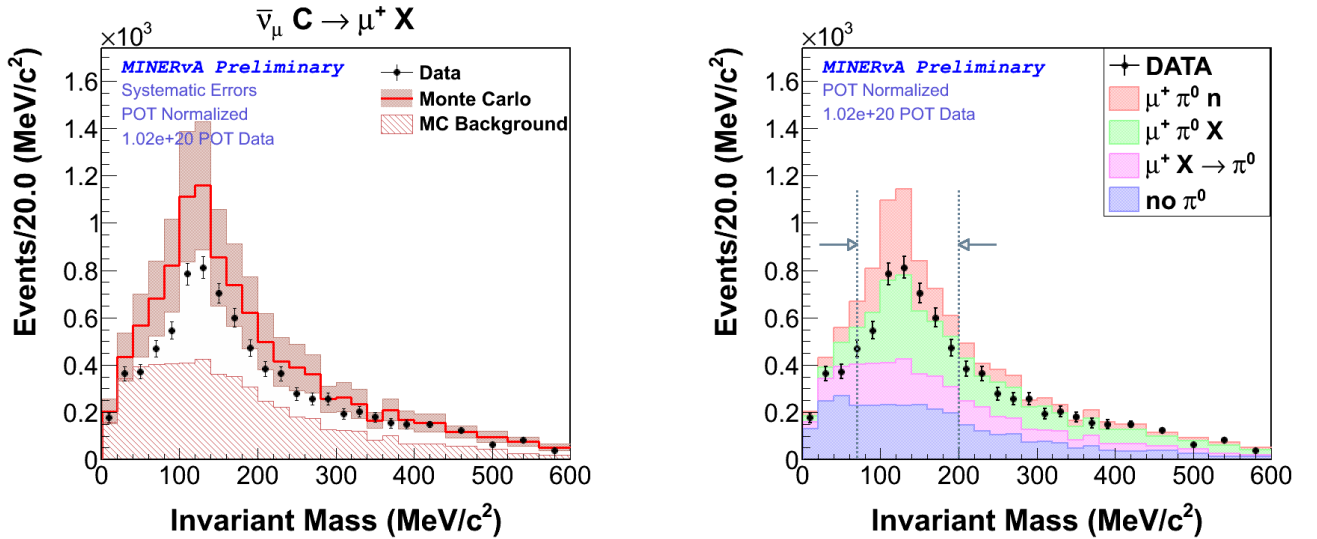 ν̄μ C → μ⁺ X
×10³
MINERvA Preliminary
Systematic Errors
POT Normalized
1.02e+20 POT Data
Data
Monte Carlo
MC Background
Events/20.0 (MeV/c²)
1.6
1.4
1.2
1
0.8
0.6
0.4
0.2
0
0 100 200 300 400 500 600
Invariant Mass (MeV/c²)
×10³
MINERvA Preliminary
POT Normalized
1.02e+20 POT Data
DATA
μ⁺ π⁰ n
μ⁺ π⁰ X
μ⁺ X → π⁰
no π⁰
Events/20.0 (MeV/c²)
1.6
1.4
1.2
1
0.8
0.6
0.4
0.2
0
0 100 200 300 400 500 600
Invariant Mass (MeV/c²)